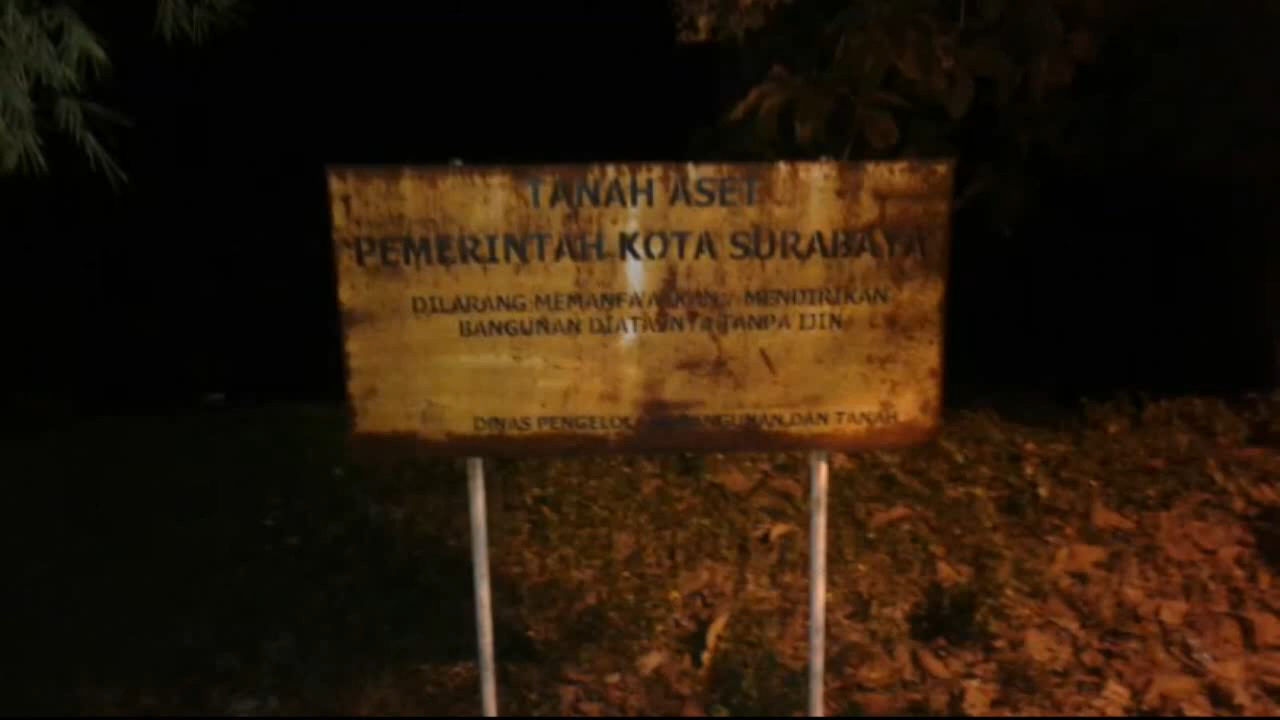 TANAH ASET
PEMERINTAH KOTA SURABAYA
DILARANG MEMANFAATKAN / MENDIRIKAN
BANGUNAN DIATASNYA TANPA IJIN
DINAS PENGELOLAAN BANGUNAN DAN TANAH